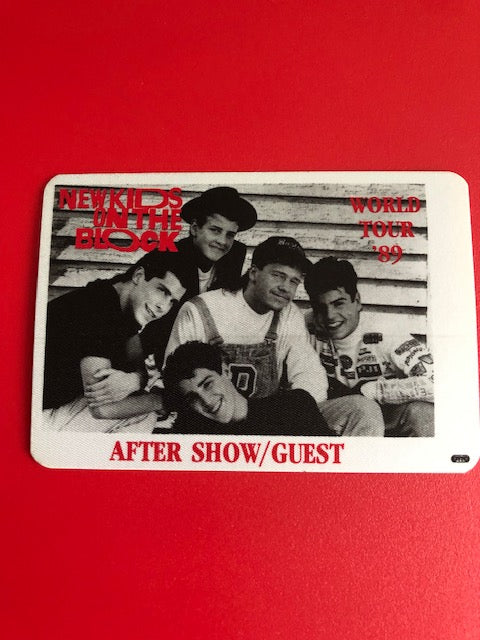 NEW KIDS
ON THE
BLOCK
WORLD
TOUR
'89
AFTER SHOW/GUEST